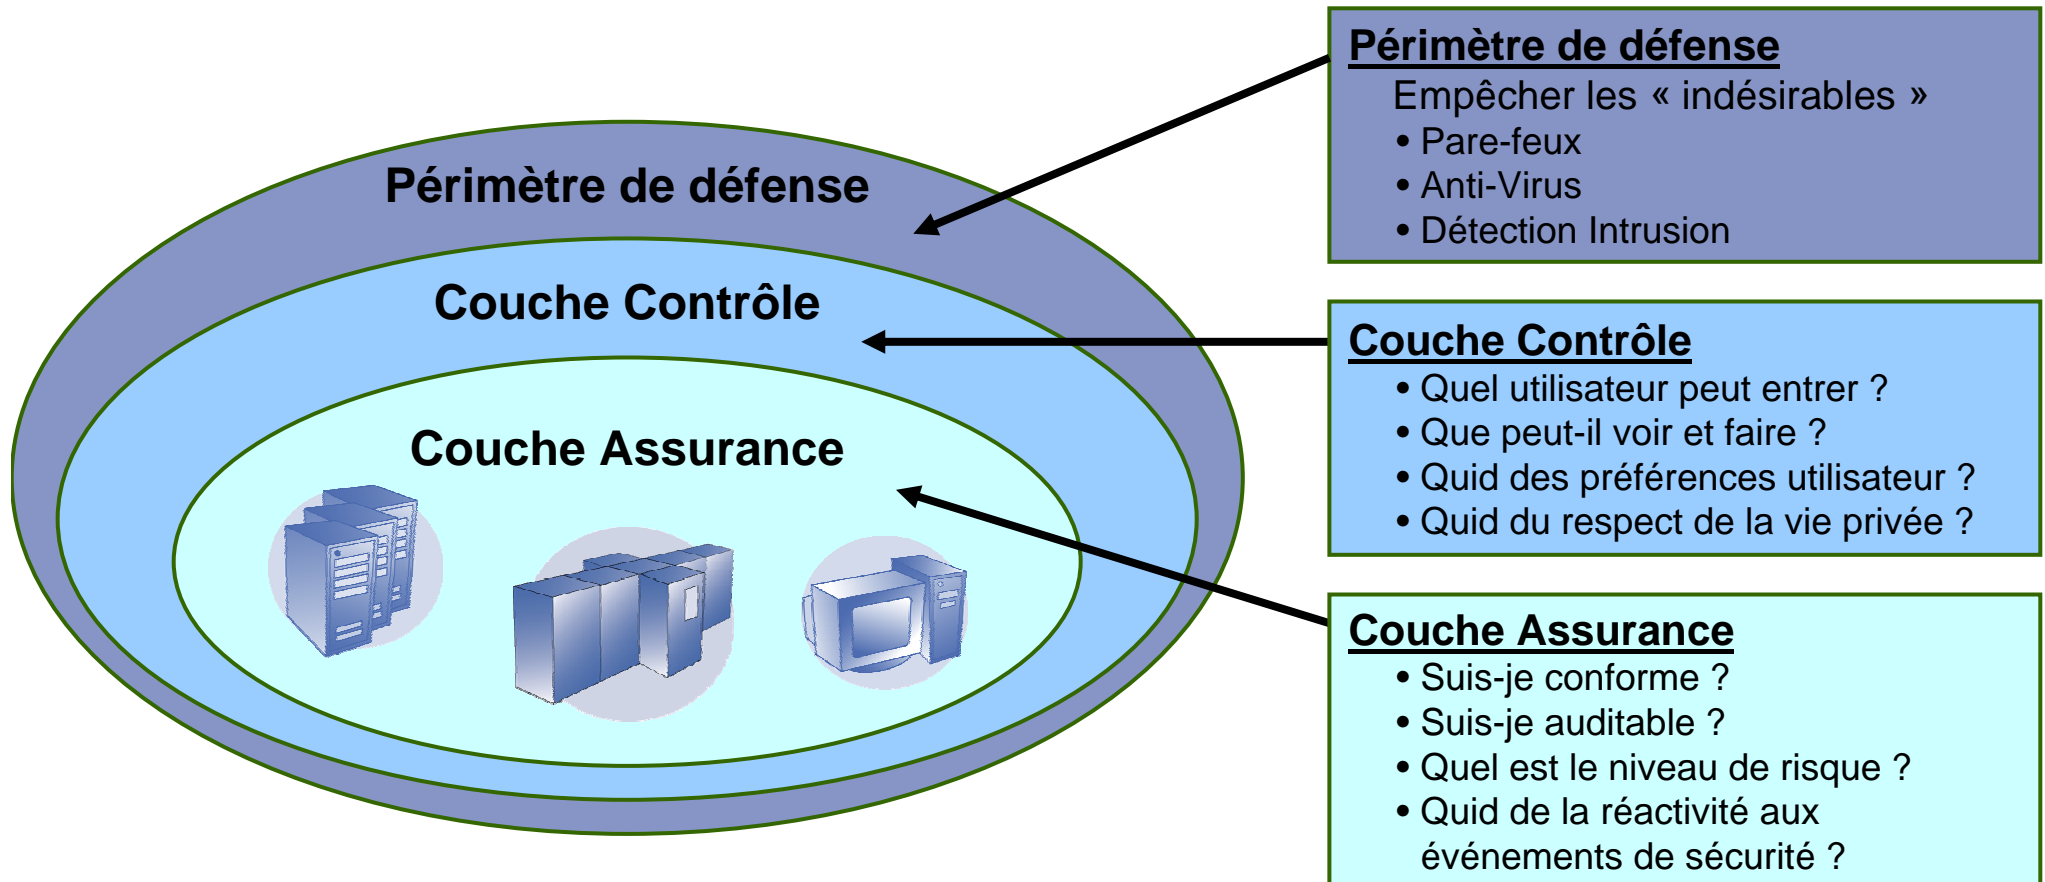 Périmètre de défense
Couche Contrôle
Couche Assurance
Périmètre de défense
Empêcher les « indésirables »
• Pare-feux
• Anti-Virus
• Détection Intrusion
Couche Contrôle
• Quel utilisateur peut entrer ?
• Que peut-il voir et faire ?
• Quid des préférences utilisateur ?
• Quid du respect de la vie privée ?
Couche Assurance
• Suis-je conforme ?
• Suis-je auditable ?
• Quel est le niveau de risque ?
• Quid de la réactivité aux
événements de sécurité ?